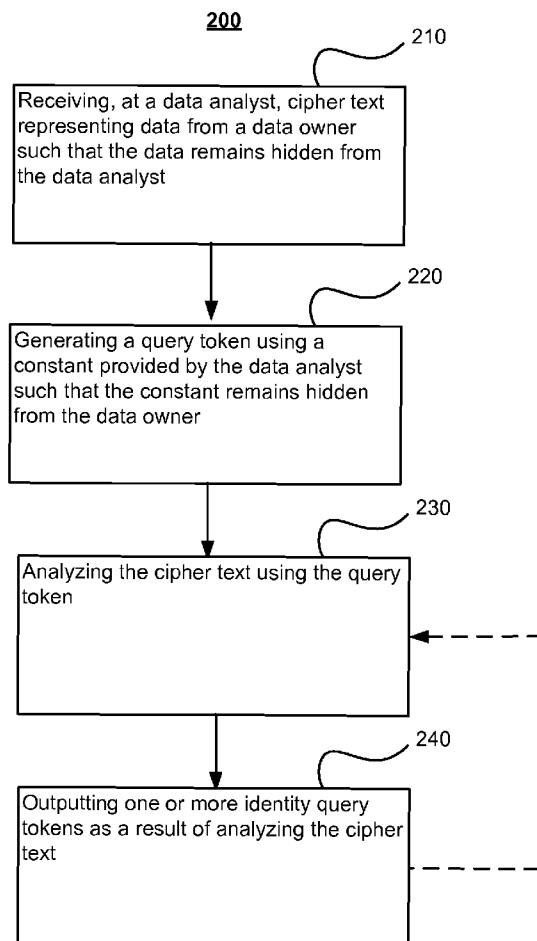 200
210
Receiving, at a data analyst, cipher text
representing data from a data owner
such that the data remains hidden from
the data analyst
220
Generating a query token using a
constant provided by the data analyst
such that the constant remains hidden
from the data owner
230
Analyzing the cipher text using the query
token
240
Outputting one or more identity query
tokens as a result of analyzing the cipher
text